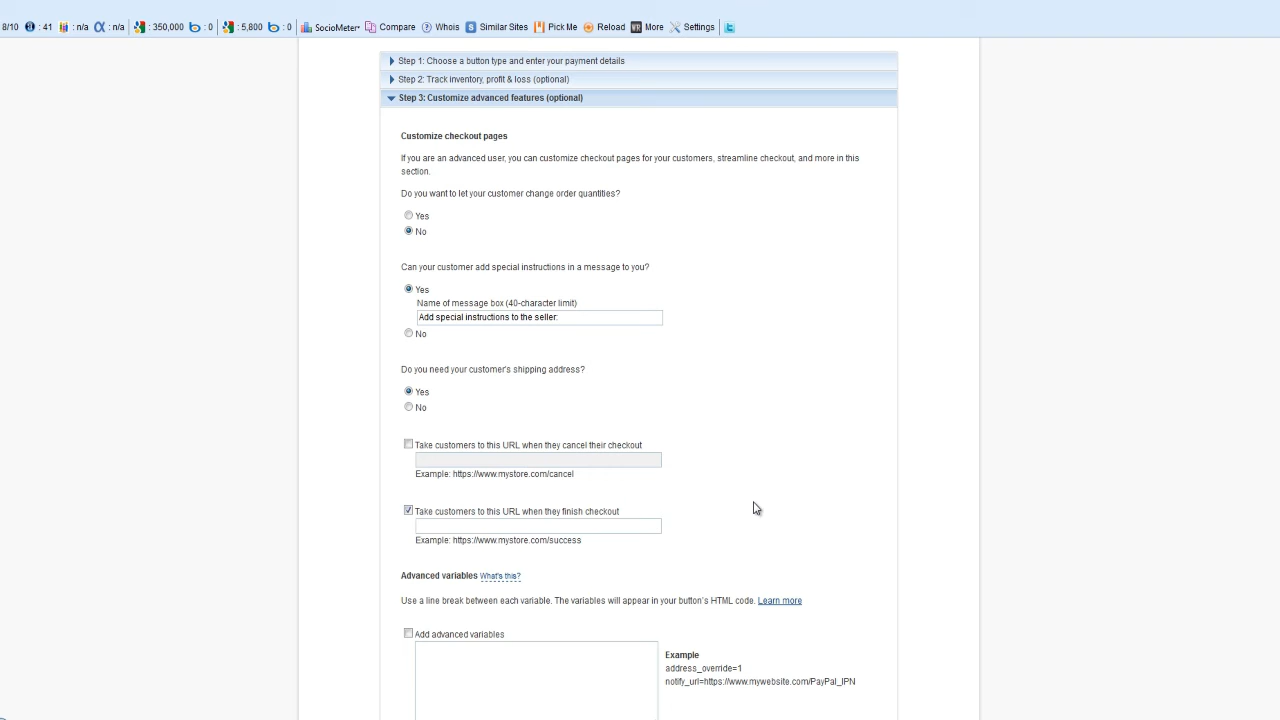 8/10 : 41 : n/a : n/a : 350,000 : 0 : 5,800 : 0 SocioMeter Compare Whois Similar Sites Pick Me Reload More Settings
Step 1: Choose a button type and enter your payment details
Step 2: Track inventory, profit & loss (optional)
Step 3: Customize advanced features (optional)
Customize checkout pages
If you are an advanced user, you can customize checkout pages for your customers, streamline checkout, and more in this
section.
Do you want to let your customer change order quantities?
Yes
No
Can your customer add special instructions in a message to you?
Yes
Name of message box (40-character limit)
Add special instructions to the seller:
No
Do you need your customer's shipping address?
Yes
No
Take customers to this URL when they cancel their checkout
Example: https://www.mystore.com/cancel
Take customers to this URL when they finish checkout
Example: https://www.mystore.com/success
Advanced variables What's this?
Use a line break between each variable. The variables will appear in your button's HTML code. Learn more
Add advanced variables
Example
address_override=1
notify_url=https://www.mywebsite.com/PayPal_IPN